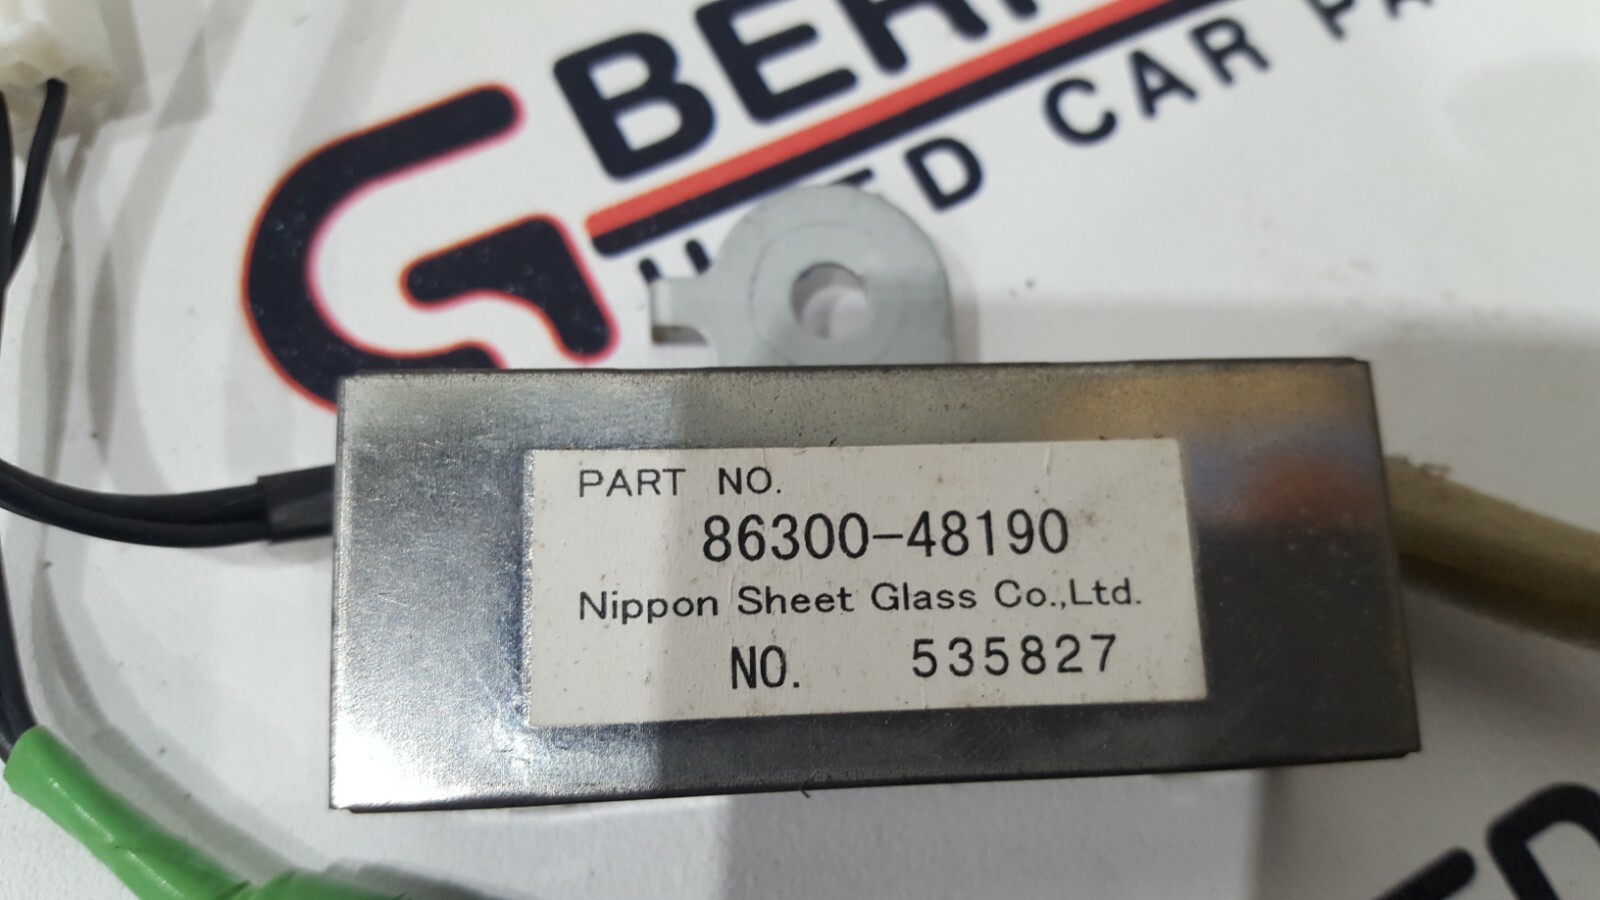 CAR
PART NO.
86300-48190
Nippon Sheet Glass Co.,Ltd.
NO. 535827